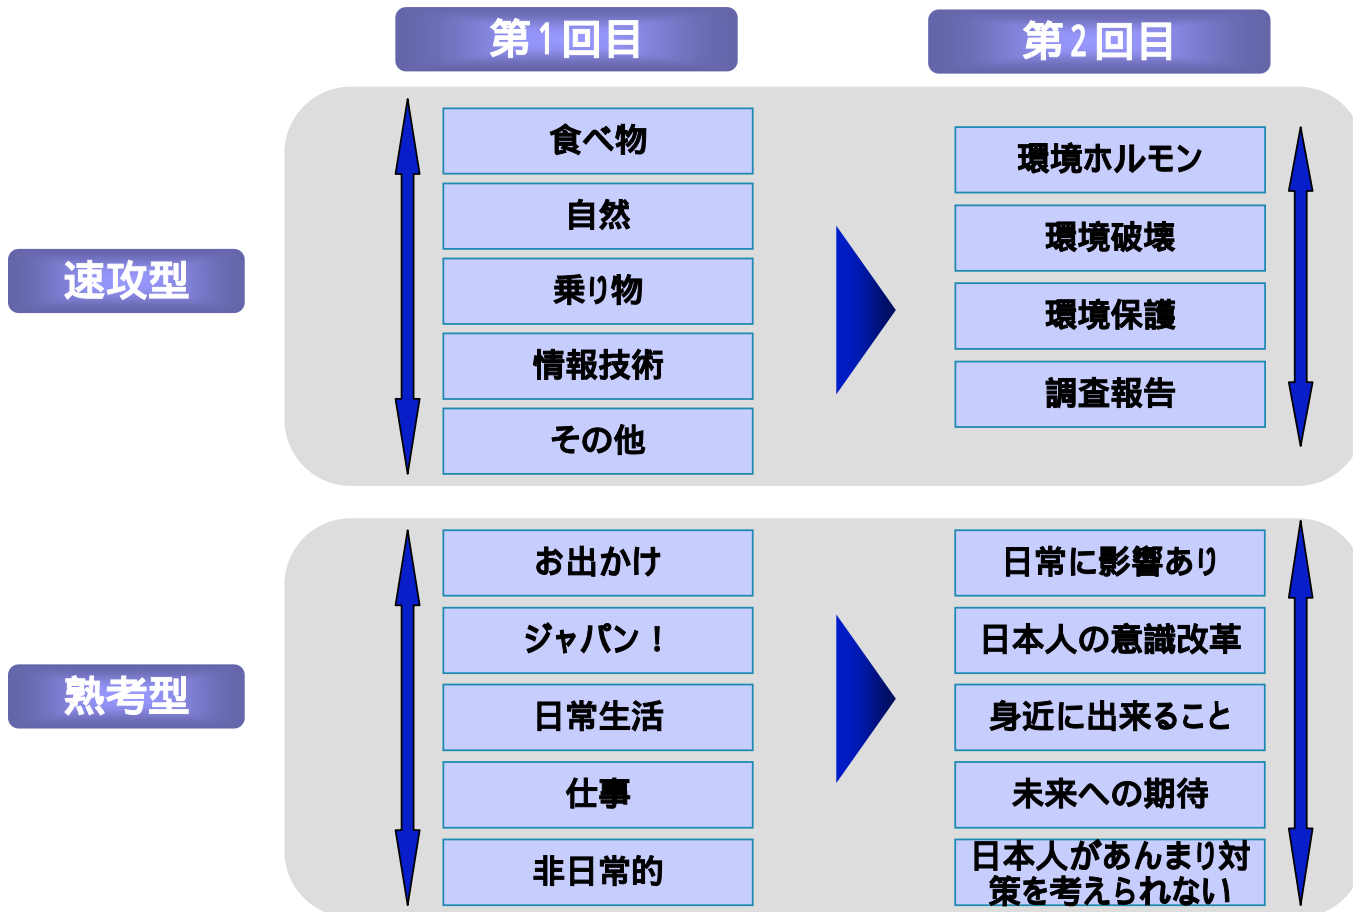 第1回目
第2回目
速攻型
食べ物
自然
乗り物
情報技術
その他
環境ホルモン
環境破壊
環境保護
調査報告
熟考型
お出かけ
ジャパン！
日常生活
仕事
非日常的
日常に影響あり
日本人の意識改革
身近に出来ること
未来への期待
日本人があんまり対
策を考えられない